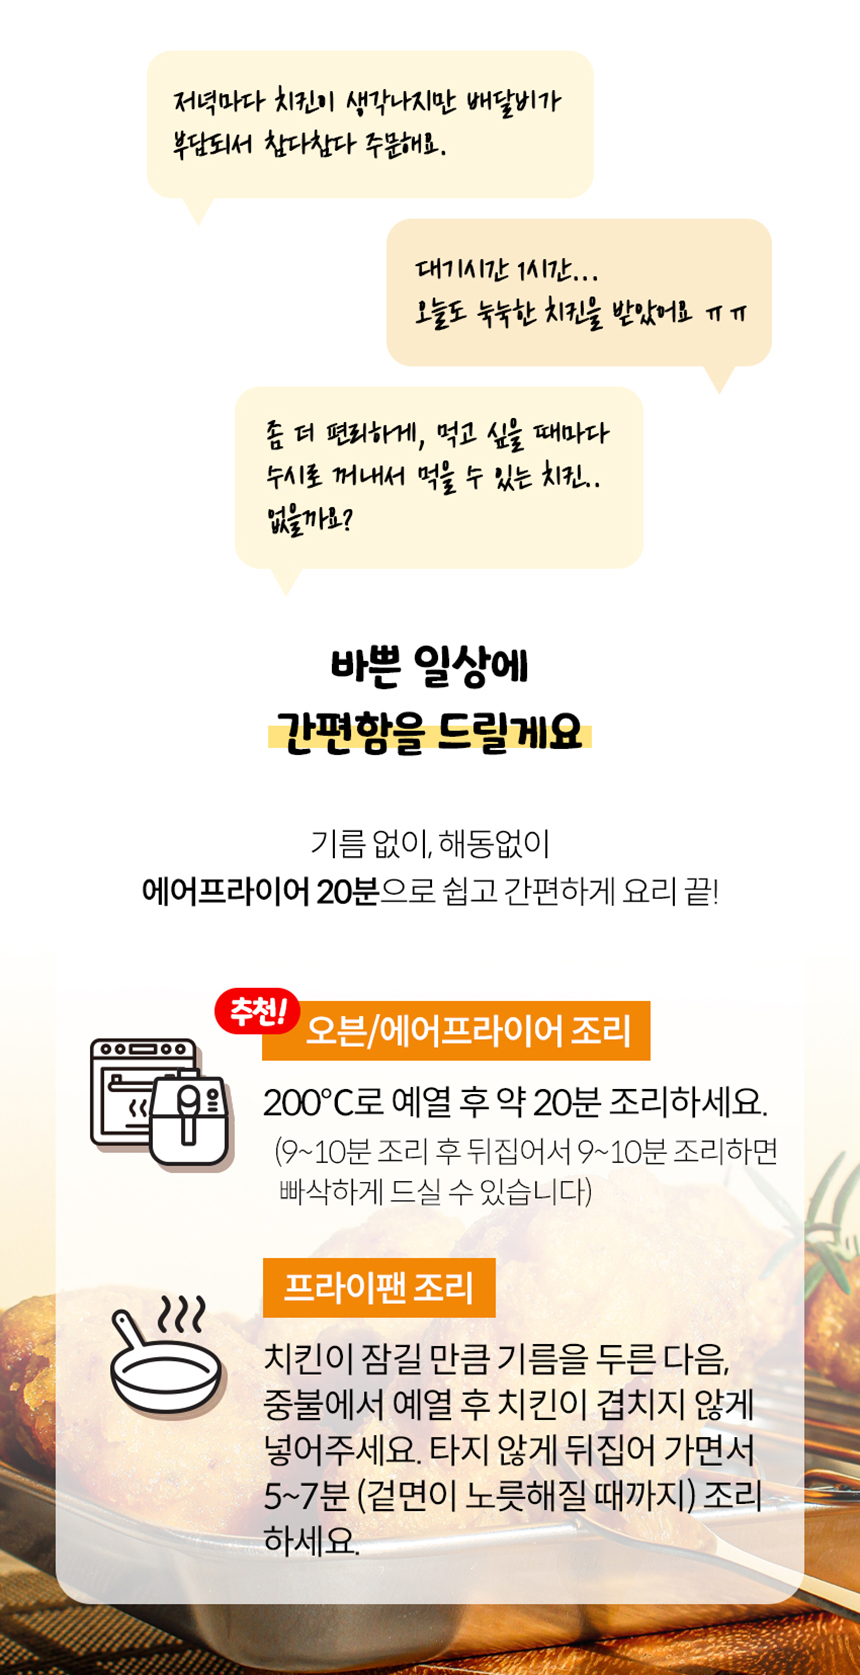 저녁마다 치킨이 생각나지만 배달비가
부담되서 참다참다 주문해요.
대기시간 1시간...
오늘도 눅눅한 치킨을 받았어요 ㅠㅠ
좀 더 편리하게, 먹고 싶을 때마다
수시로 꺼내서 먹을 수 있는 치킨..
없을까요?
바쁜 일상에
간편함을 드릴게요
기름 없이, 해동없이
에어프라이어 20분으로 쉽고 간편하게 요리 끝!
추천!
오븐/에어프라이어 조리
200°C로 예열 후 약 20분 조리하세요.
(9~10분 조리 후 뒤집어서 9~10분 조리하면
빠삭하게 드실 수 있습니다)
프라이팬 조리
치킨이 잠길 만큼 기름을 두른 다음,
중불에서 예열 후 치킨이 겹치지 않게
넣어주세요. 타지 않게 뒤집어 가면서
5~7분 (겉면이 노릇해질 때까지) 조리
하세요.